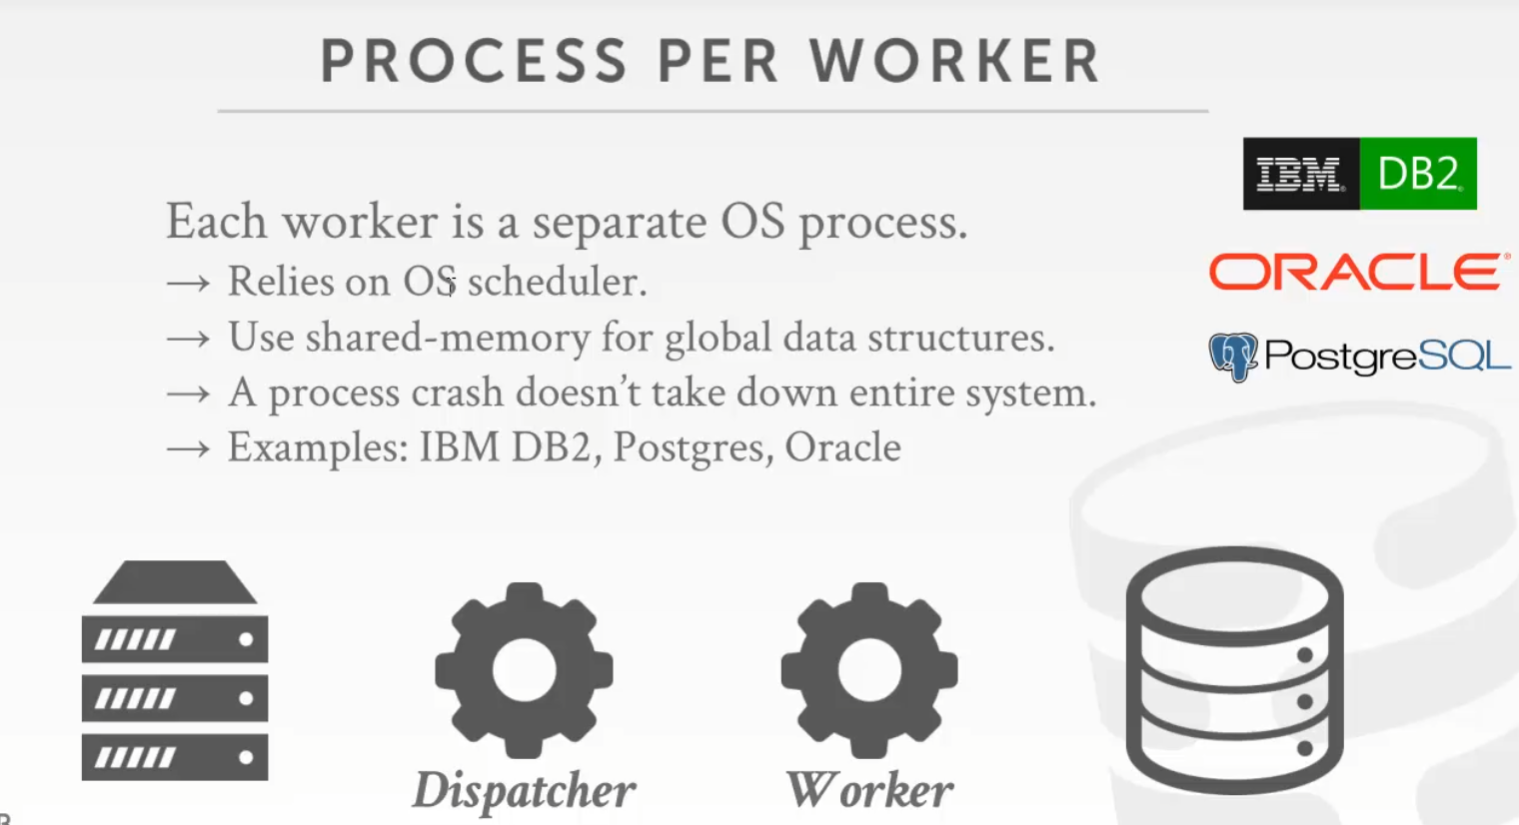 PROCESS PER WORKER
IBM DB2
Each worker is a separate OS process.
ORACLE
→ Relies on OS scheduler.
→ Use shared-memory for global data structures.
PostgreSQL
→ A process crash doesn't take down entire system.
→ Examples: IBM DB2, Postgres, Oracle
Dispatcher
Worker